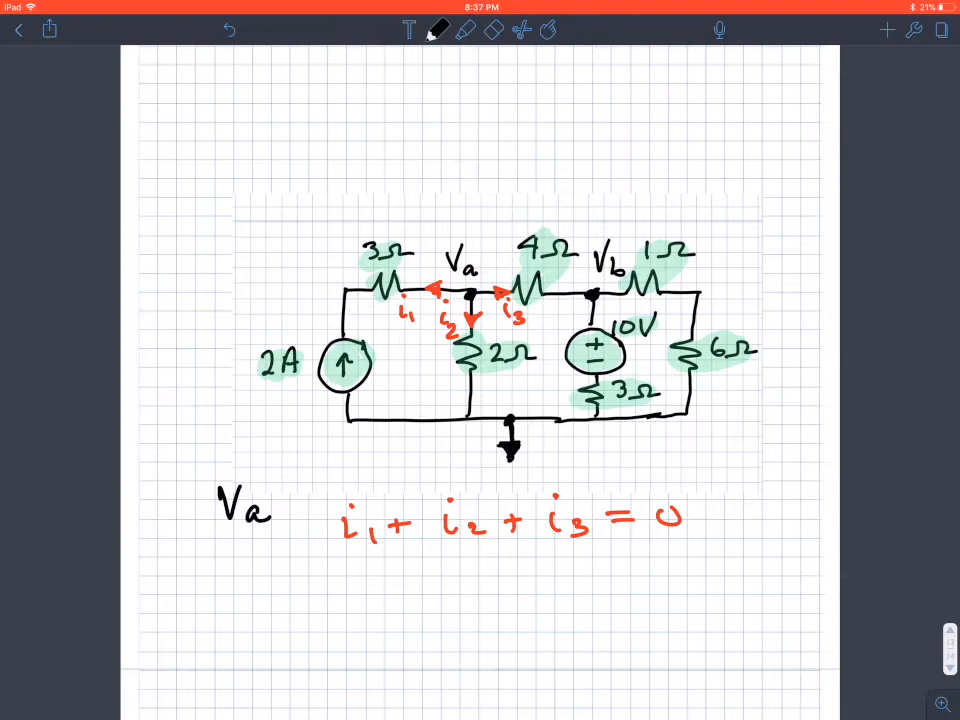 iPad 8:37 PM 21%
T
3Ω Va 4Ω Vb 1Ω
i₁ i₂ i₃
10V
2A 2Ω 6Ω
+
−
3Ω
Va i₁ + i₂ + i₃ = 0